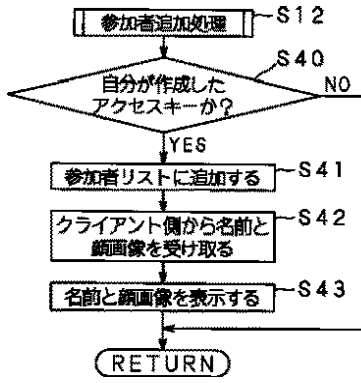 参加者追加処理
S12
S40
自分が作成した
アクセスキーか?
NO
YES
参加者リストに追加する
S41
クライアント側から名前と
顔画像を受け取る
S42
名前と顔画像を表示する
S43
RETURN